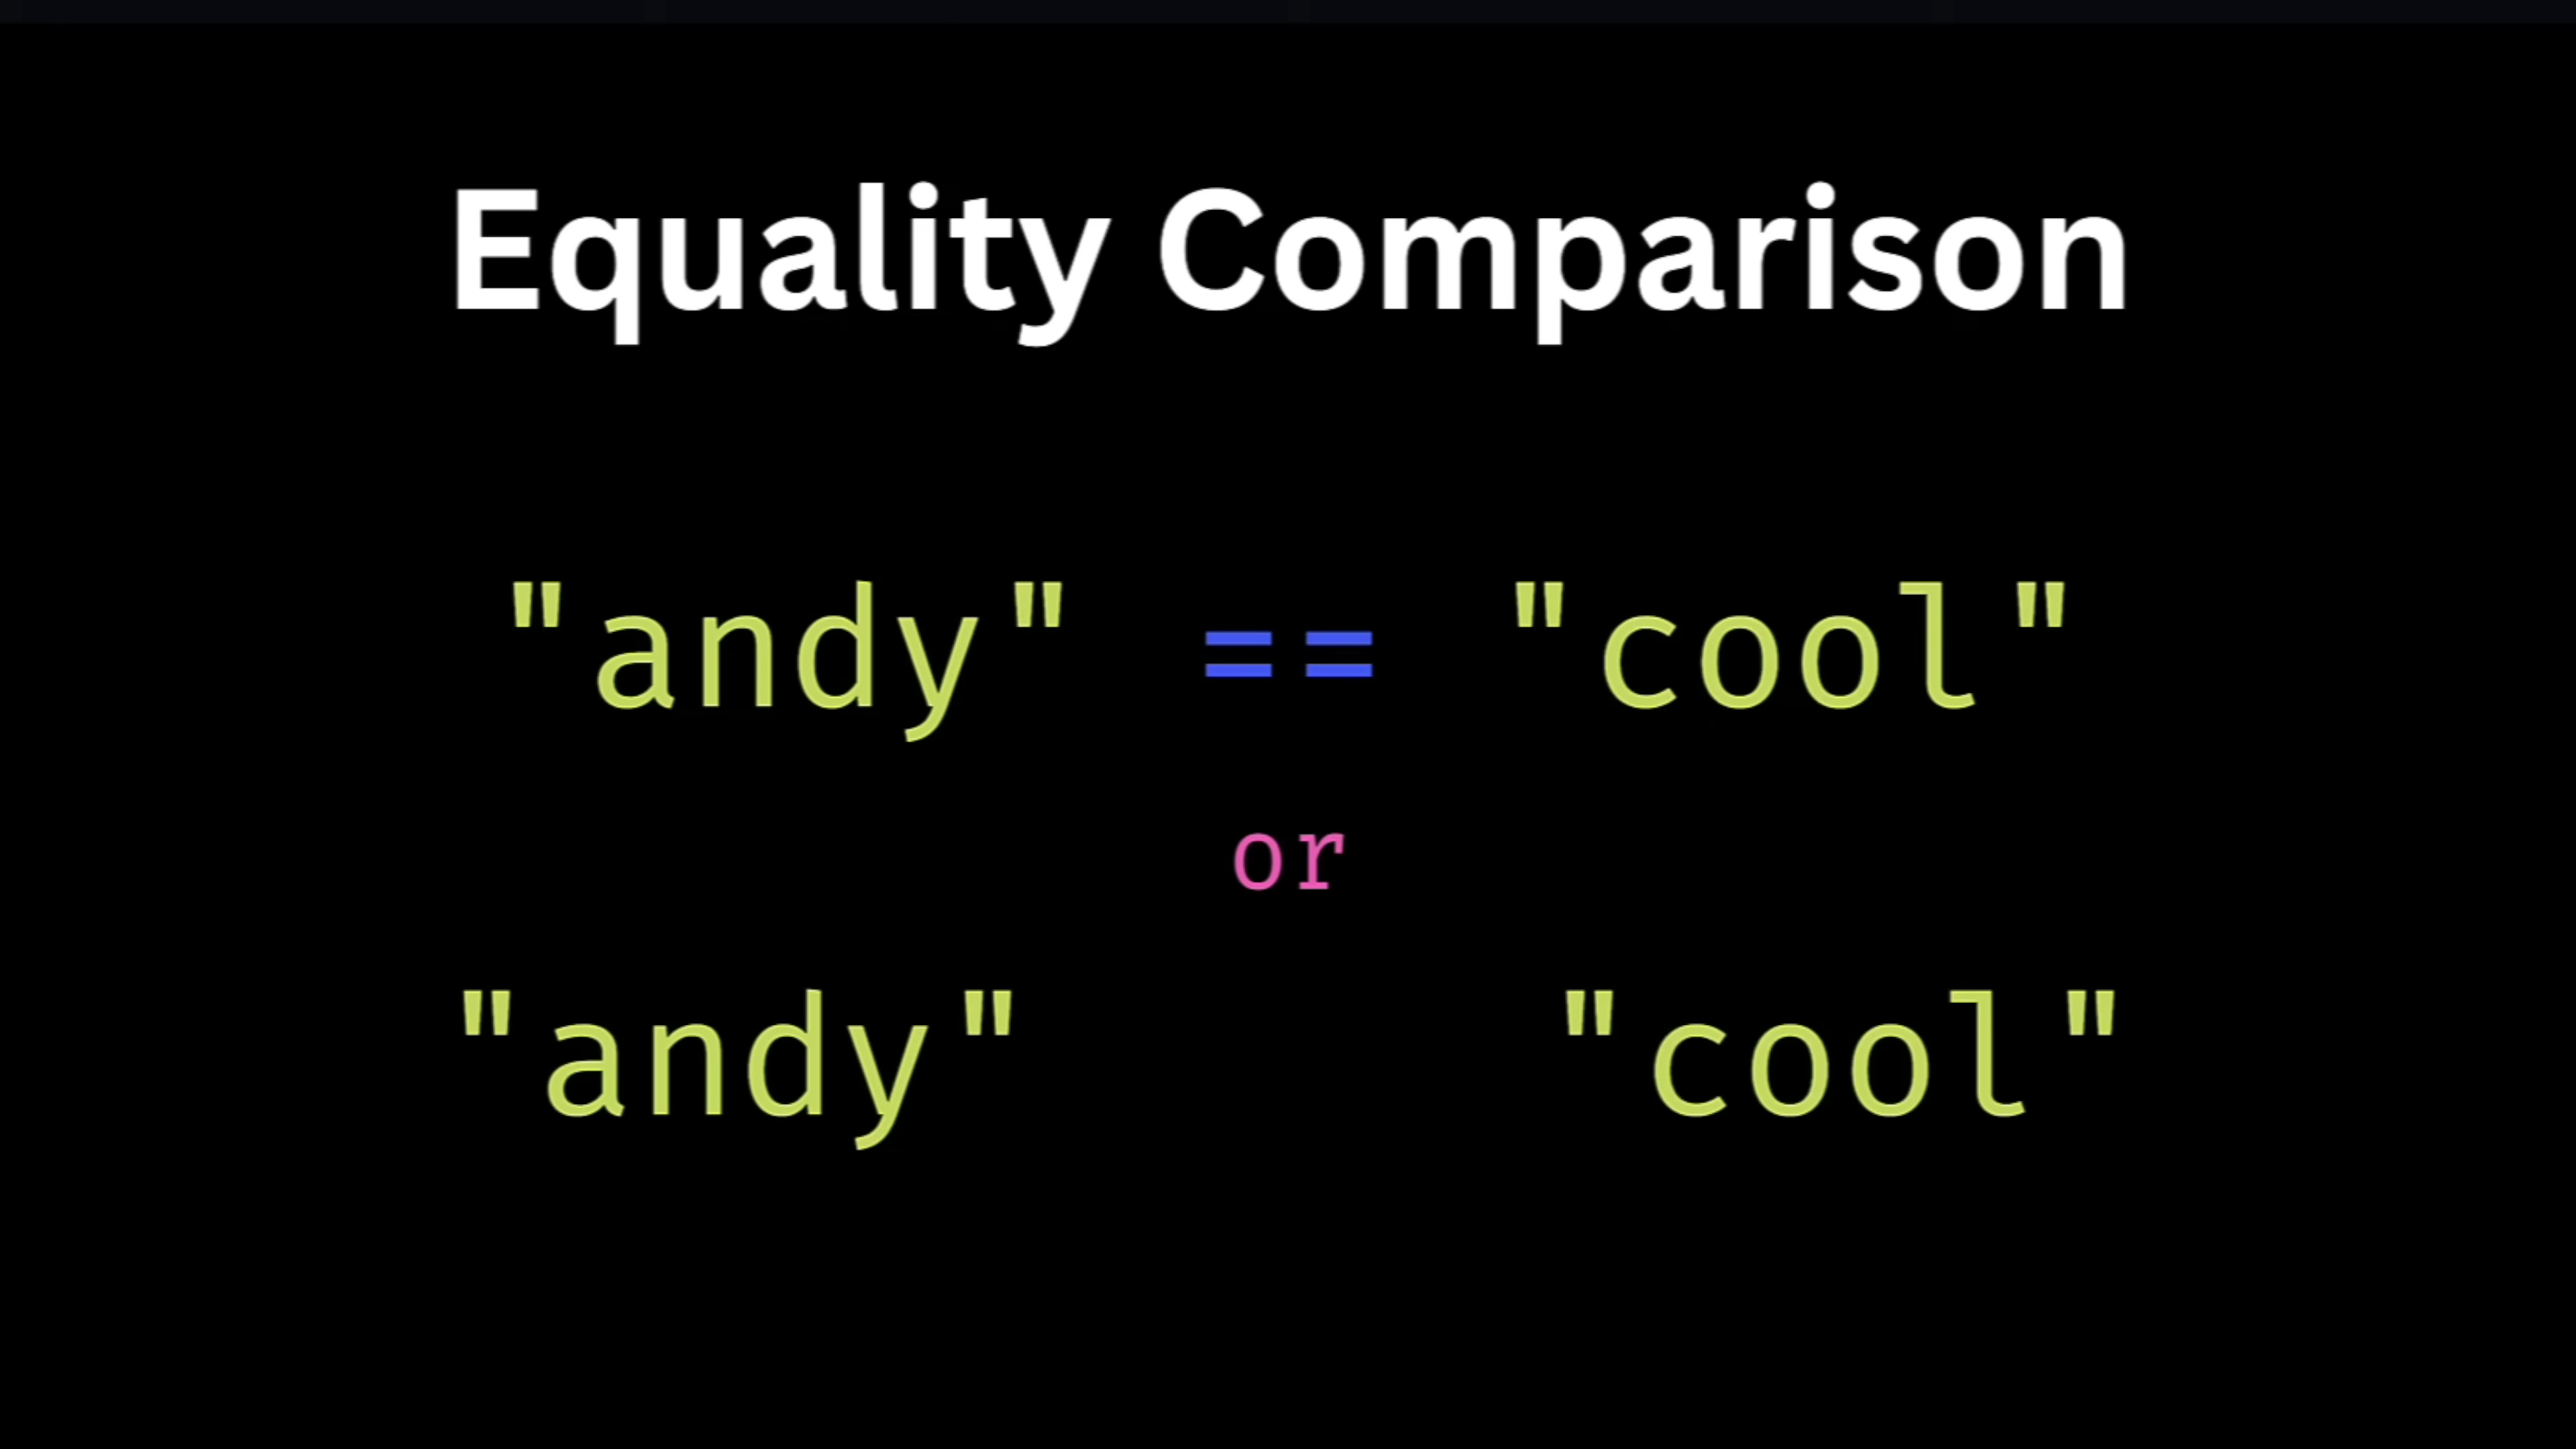 Equality Comparison
"andy" == "cool"
or
"andy" "cool"